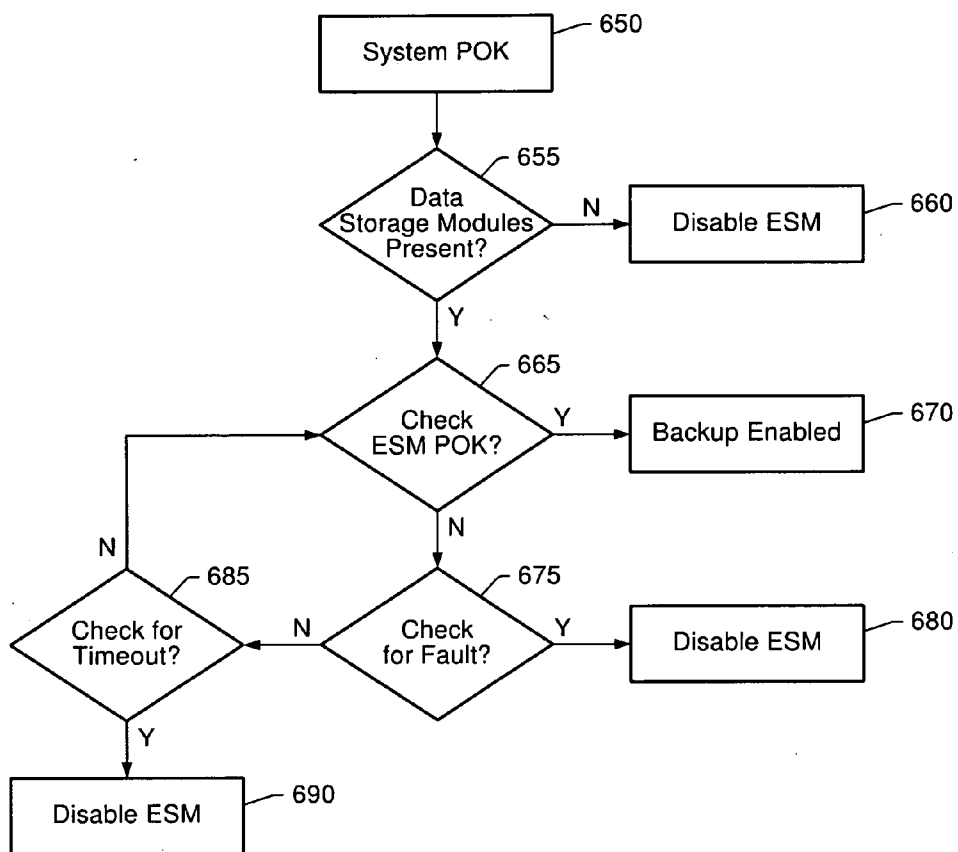 650
System POK
655
Data
Storage Modules
Present?
N
Disable ESM
660
Y
665
Check
ESM POK?
Y
Backup Enabled
670
N
N
685
675
Check for
Timeout?
N
Check
for Fault?
Y
Disable ESM
680
Y
Disable ESM
690